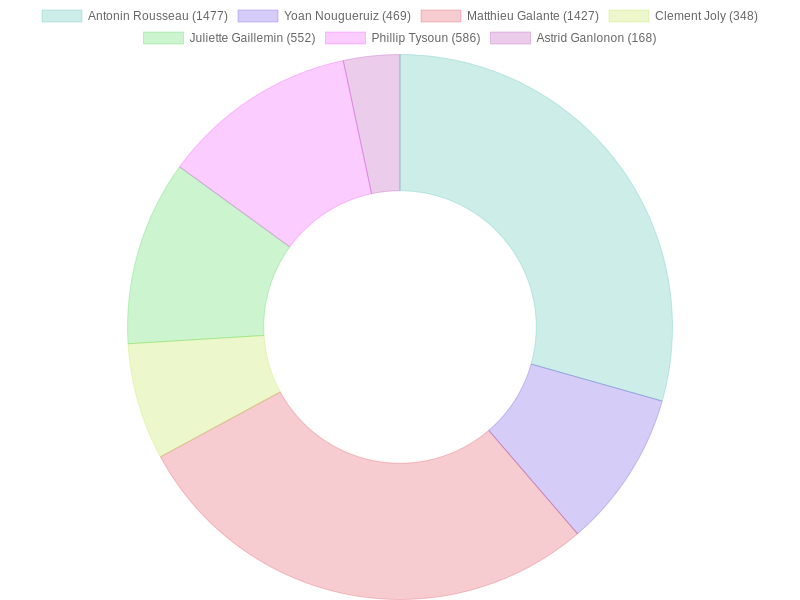 Antonin Rousseau (1477) Yoan Nougueruiz (469) Matthieu Galante (1427) Clement Joly (348)
Juliette Gaillemin (552) Phillip Tysoun (586) Astrid Ganlonon (168)